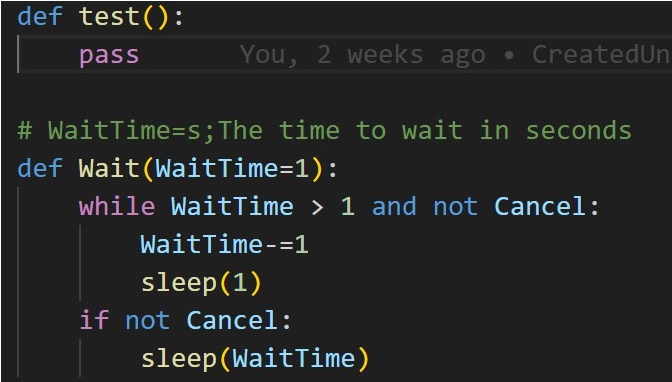 def test():
    pass    You, 2 weeks ago • CreatedUn
# WaitTime=s;The time to wait in seconds
def Wait(WaitTime=1):
    while WaitTime > 1 and not Cancel:
        WaitTime-=1
        sleep(1)
    if not Cancel:
        sleep(WaitTime)